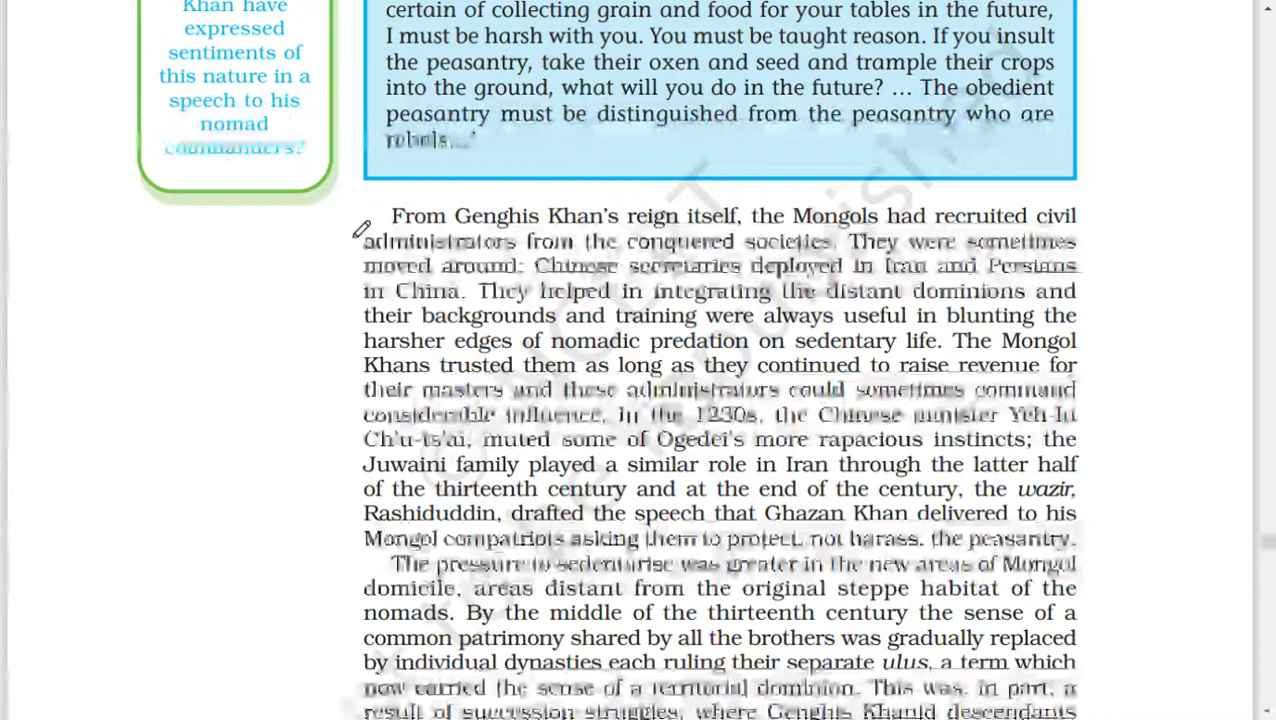 Khan have
expressed
sentiments of
this nature in a
speech to his
nomad
commanders?
certain of collecting grain and food for your tables in the future,
I must be harsh with you. You must be taught reason. If you insult
the peasantry, take their oxen and seed and trample their crops
into the ground, what will you do in the future? ... The obedient
peasantry must be distinguished from the peasantry who are
rebels...'
From Genghis Khan's reign itself, the Mongols had recruited civil
administrators from the conquered societies. They were sometimes
moved around: Chinese secretaries deployed in Iran and Persians
in China. They helped in integrating the distant dominions and
their backgrounds and training were always useful in blunting the
harsher edges of nomadic predation on sedentary life. The Mongol
Khans trusted them as long as they continued to raise revenue for
their masters and these administrators could sometimes command
considerable influence. In the 1230s, the Chinese minister Yeh-lu
Ch'u-ts'ai, muted some of Ogedei's more rapacious instincts; the
Juwaini family played a similar role in Iran through the latter half
of the thirteenth century and at the end of the century, the wazir,
Rashiduddin, drafted the speech that Ghazan Khan delivered to his
Mongol compatriots asking them to protect, not harass, the peasantry.
The pressure to sedentarise was greater in the new areas of Mongol
domicile, areas distant from the original steppe habitat of the
nomads. By the middle of the thirteenth century the sense of a
common patrimony shared by all the brothers was gradually replaced
by individual dynasties each ruling their separate ulus, a term which
now carried the sense of a territorial dominion. This was, in part, a
result of succession struggles, where Genghis Khanid descendants